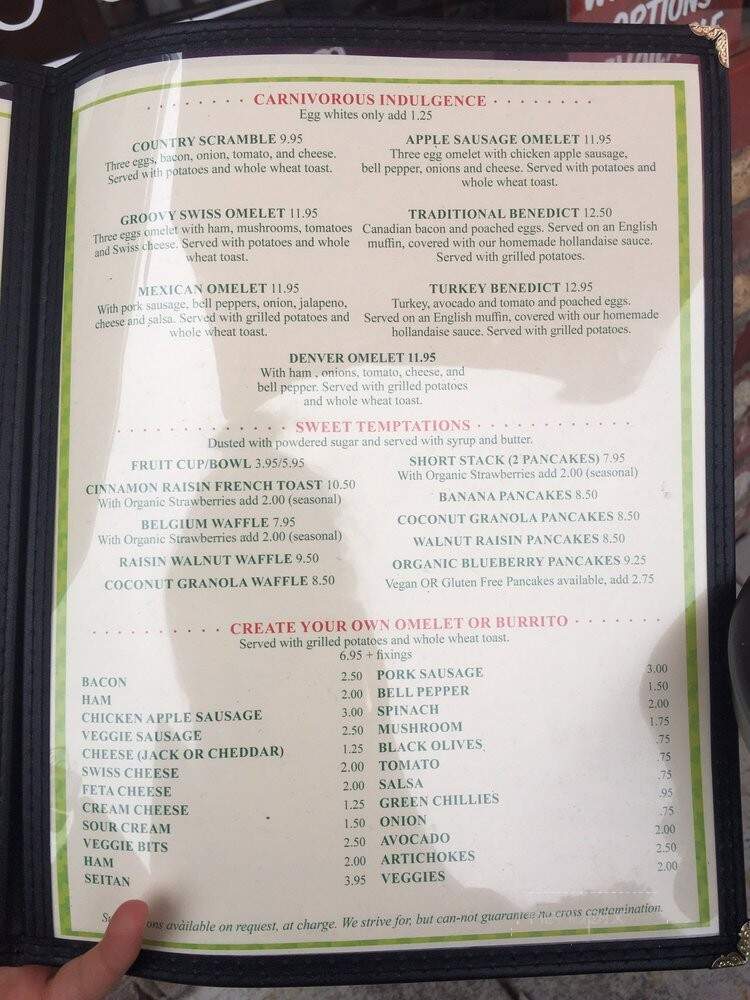 OPTIONS
CARNIVOROUS INDULGENCE
Egg whites only add 1.25
COUNTRY SCRAMBLE 9.95
Three eggs, bacon, onion, tomato, and cheese.
Served with potatoes and whole wheat toast.
APPLE SAUSAGE OMELET 11.95
Three egg omelet with chicken apple sausage,
bell pepper, onions and cheese. Served with potatoes and
whole wheat toast.
GROOVY SWISS OMELET 11.95
Three eggs omelet with ham, mushrooms, tomatoes
and Swiss cheese. Served with potatoes and whole
wheat toast.
TRADITIONAL BENEDICT 12.50
Canadian bacon and poached eggs. Served on an English
muffin, covered with our homemade hollandaise sauce.
Served with grilled potatoes.
MEXICAN OMELET 11.95
With pork sausage, bell peppers, onion, jalapeno,
cheese and salsa. Served with grilled potatoes and
whole wheat toast.
TURKEY BENEDICT 12.95
Turkey, avocado and tomato and poached eggs.
Served on an English muffin, covered with our homemade
hollandaise sauce. Served with grilled potatoes.
DENVER OMELET 11.95
With ham , onions, tomato, cheese, and
bell pepper. Served with grilled potatoes
and whole wheat toast.
SWEET TEMPTATIONS
Dusted with powdered sugar and served with syrup and butter.
FRUIT CUP/BOWL 3.95/5.95
CINNAMON RAISIN FRENCH TOAST 10.50
With Organic Strawberries add 2.00 (seasonal)
BELGIUM WAFFLE 7.95
With Organic Strawberries add 2.00 (seasonal)
RAISIN WALNUT WAFFLE 9.50
COCONUT GRANOLA WAFFLE 8.50
SHORT STACK (2 PANCAKES) 7.95
With Organic Strawberries add 2.00 (seasonal)
BANANA PANCAKES 8.50
COCONUT GRANOLA PANCAKES 8.50
WALNUT RAISIN PANCAKES 8.50
ORGANIC BLUEBERRY PANCAKES 9.25
Vegan OR Gluten Free Pancakes available, add 2.75
CREATE YOUR OWN OMELET OR BURRITO
Served with grilled potatoes and whole wheat toast.
6.95 + fixings
BACON 2.50
HAM 2.00
CHICKEN APPLE SAUSAGE 3.00
VEGGIE SAUSAGE 2.50
CHEESE (JACK OR CHEDDAR) 1.25
SWISS CHEESE 2.00
FETA CHEESE 2.00
CREAM CHEESE 1.25
SOUR CREAM 1.50
VEGGIE BITS 2.50
HAM 2.00
SEITAN 3.95
PORK SAUSAGE 3.00
BELL PEPPER 1.50
SPINACH 2.00
MUSHROOM 1.75
BLACK OLIVES .75
TOMATO .75
SALSA .75
GREEN CHILLIES .95
ONION .75
AVOCADO 2.00
ARTICHOKES 2.50
VEGGIES 2.00
available on request, at charge. We strive for, but can-not guarantee no cross contamination.